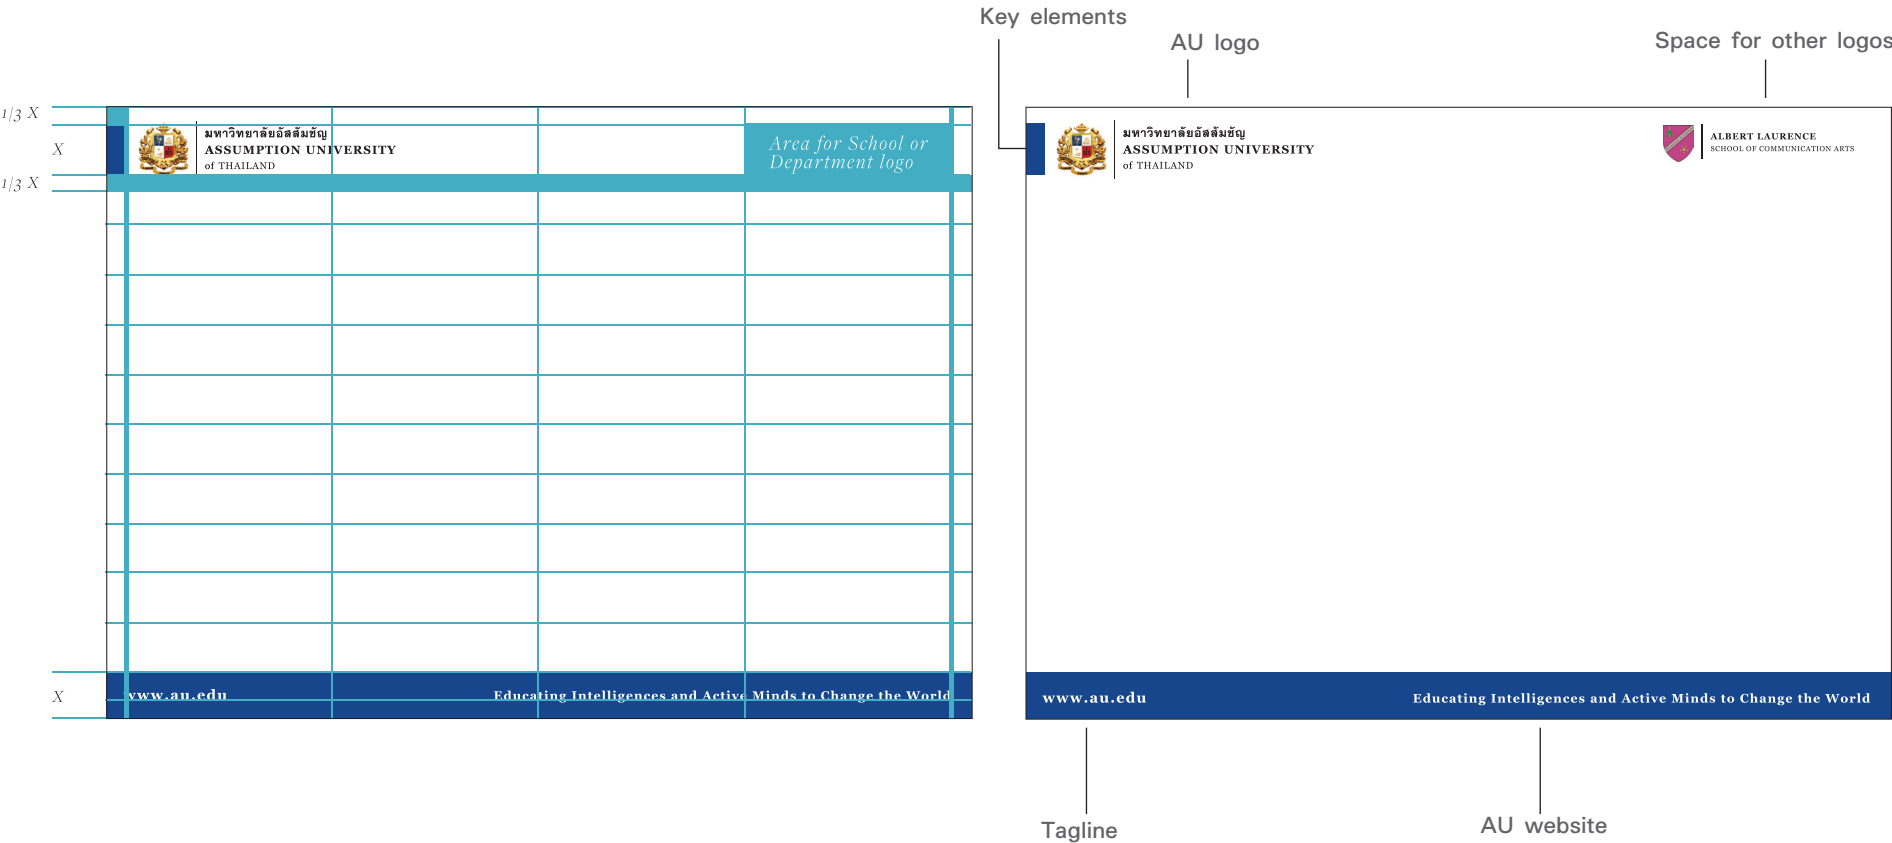 Key elements
AU logo
Space for other logos
1/3 X
X
1/3 X
มหาวิทยาลัยอัสสัมชัญ
ASSUMPTION UNIVERSITY
of THAILAND
Area for School or
Department logo
มหาวิทยาลัยอัสสัมชัญ
ASSUMPTION UNIVERSITY
of THAILAND
ALBERT LAURENCE
SCHOOL OF COMMUNICATION ARTS
X
www.au.edu
Educating Intelligences and Active Minds to Change the World
www.au.edu
Educating Intelligences and Active Minds to Change the World
Tagline
AU website